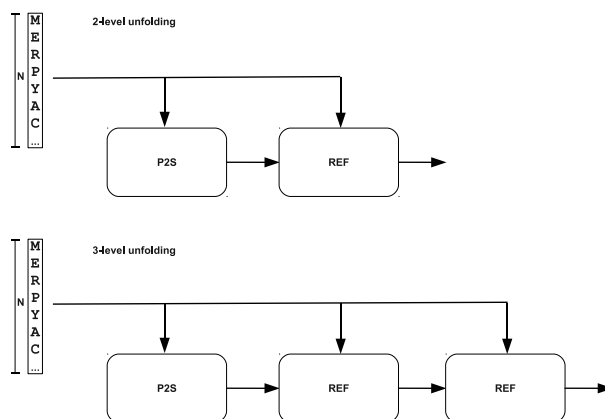 2-level unfolding
N
M
E
R
P
Y
A
C
...
P2S
REF
3-level unfolding
N
M
E
R
P
Y
A
C
...
P2S
REF
REF